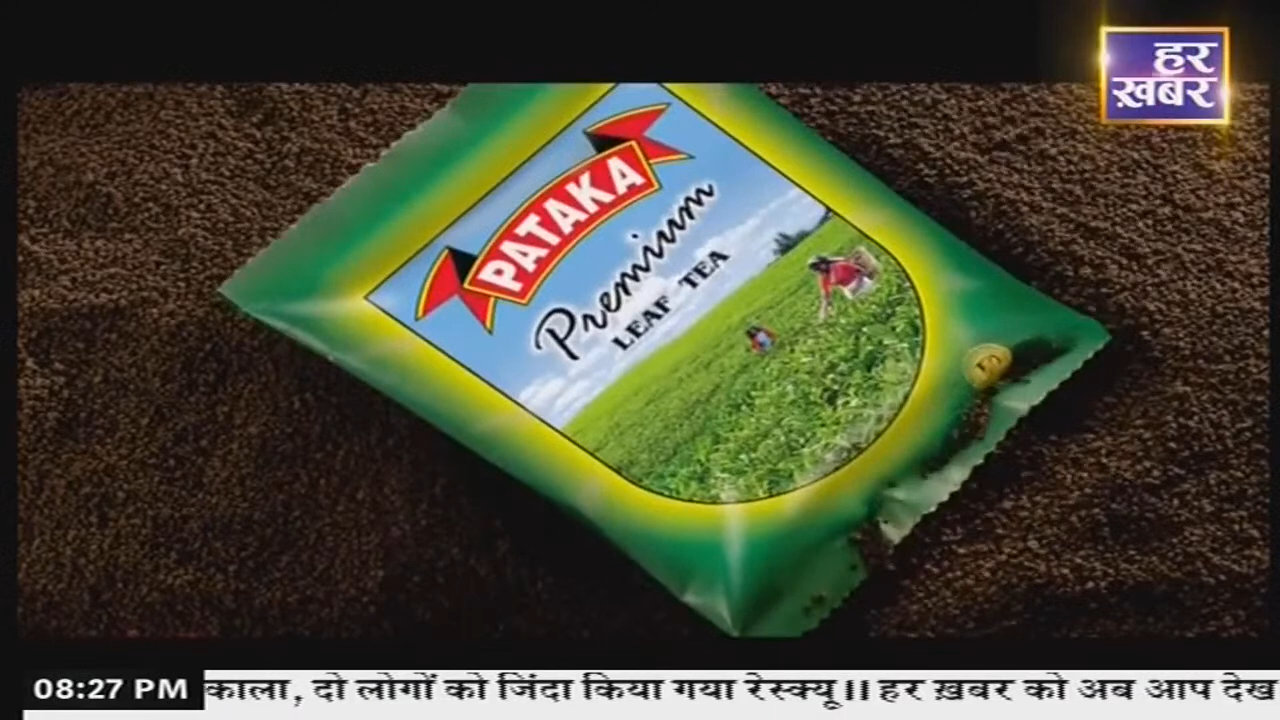 हर
ख़बर
PATAKA
Premium
LEAF TEA
08:27 PM
काला, दो लोगों को जिंदा किया गया रेस्क्यू।। हर ख़बर को अब आप देख